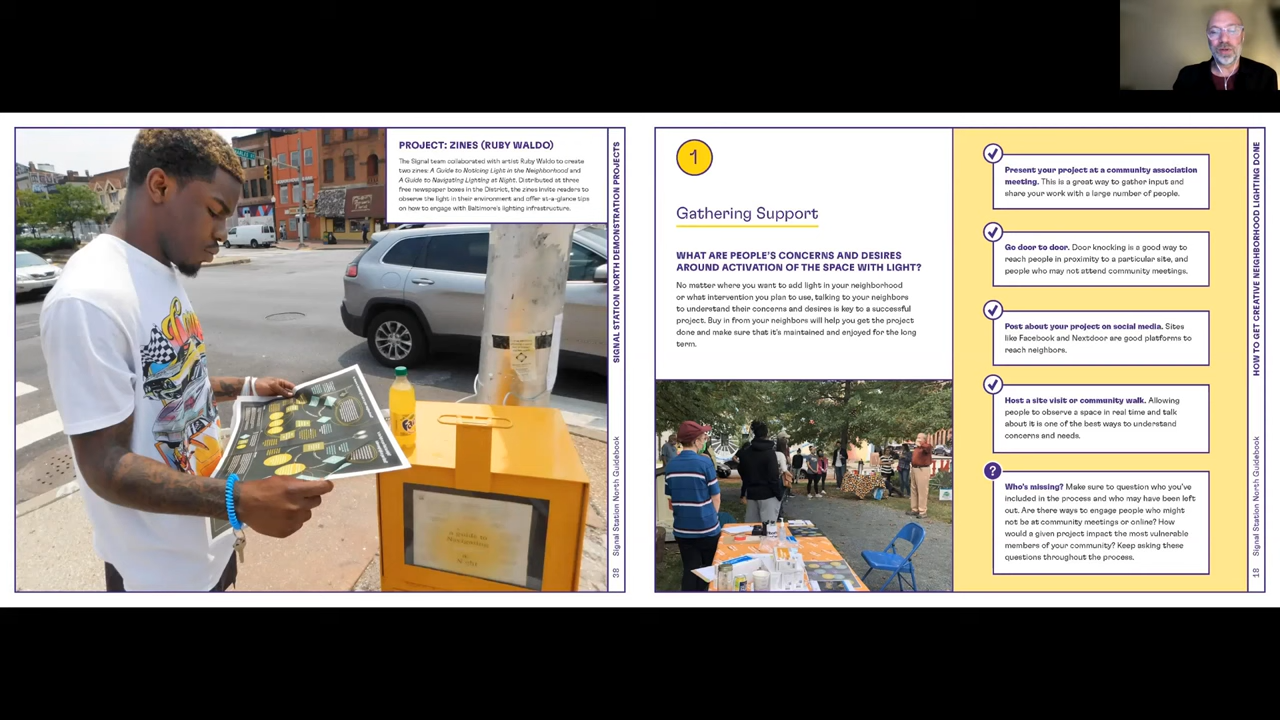 PROJECT: ZINES (RUBY WALDO)
The Signal team collaborated with artist Ruby Waldo to create
two zines: A Guide to Noticing Light in the Neighborhood and
A Guide to Navigating Lighting at Night. Distributed at three
free newspaper boxes in the District, the zines invite readers to
observe the light in their environment and offer at-a-glance tips
on how to engage with Baltimore's lighting infrastructure.
SIGNAL STATION NORTH DEMONSTRATION PROJECTS
38 Signal Station North Guidebook
A Guide to
Navigating
Night
1
Gathering Support
WHAT ARE PEOPLE'S CONCERNS AND DESIRES
AROUND ACTIVATION OF THE SPACE WITH LIGHT?
No matter where you want to add light in your neighborhood
or what intervention you plan to use, talking to your neighbors
to understand their concerns and desires is key to a successful
project. Buy in from your neighbors will help you get the project
done and make sure that it's maintained and enjoyed for the long
term.
Present your project at a community association
meeting. This is a great way to gather input and
share your work with a large number of people.
Go door to door. Door knocking is a good way to
reach people in proximity to a particular site, and
people who may not attend community meetings.
Post about your project on social media. Sites
like Facebook and Nextdoor are good platforms to
reach neighbors.
Host a site visit or community walk. Allowing
people to observe a space in real time and talk
about it is one of the best ways to understand
concerns and needs.
?
Who's missing? Make sure to question who you've
included in the process and who may have been left
out. Are there ways to engage people who might
not be at community meetings or online? How
would a given project impact the most vulnerable
members of your community? Keep asking these
questions throughout the process.
HOW TO GET CREATIVE NEIGHBORHOOD LIGHTING DONE
18 Signal Station North Guidebook